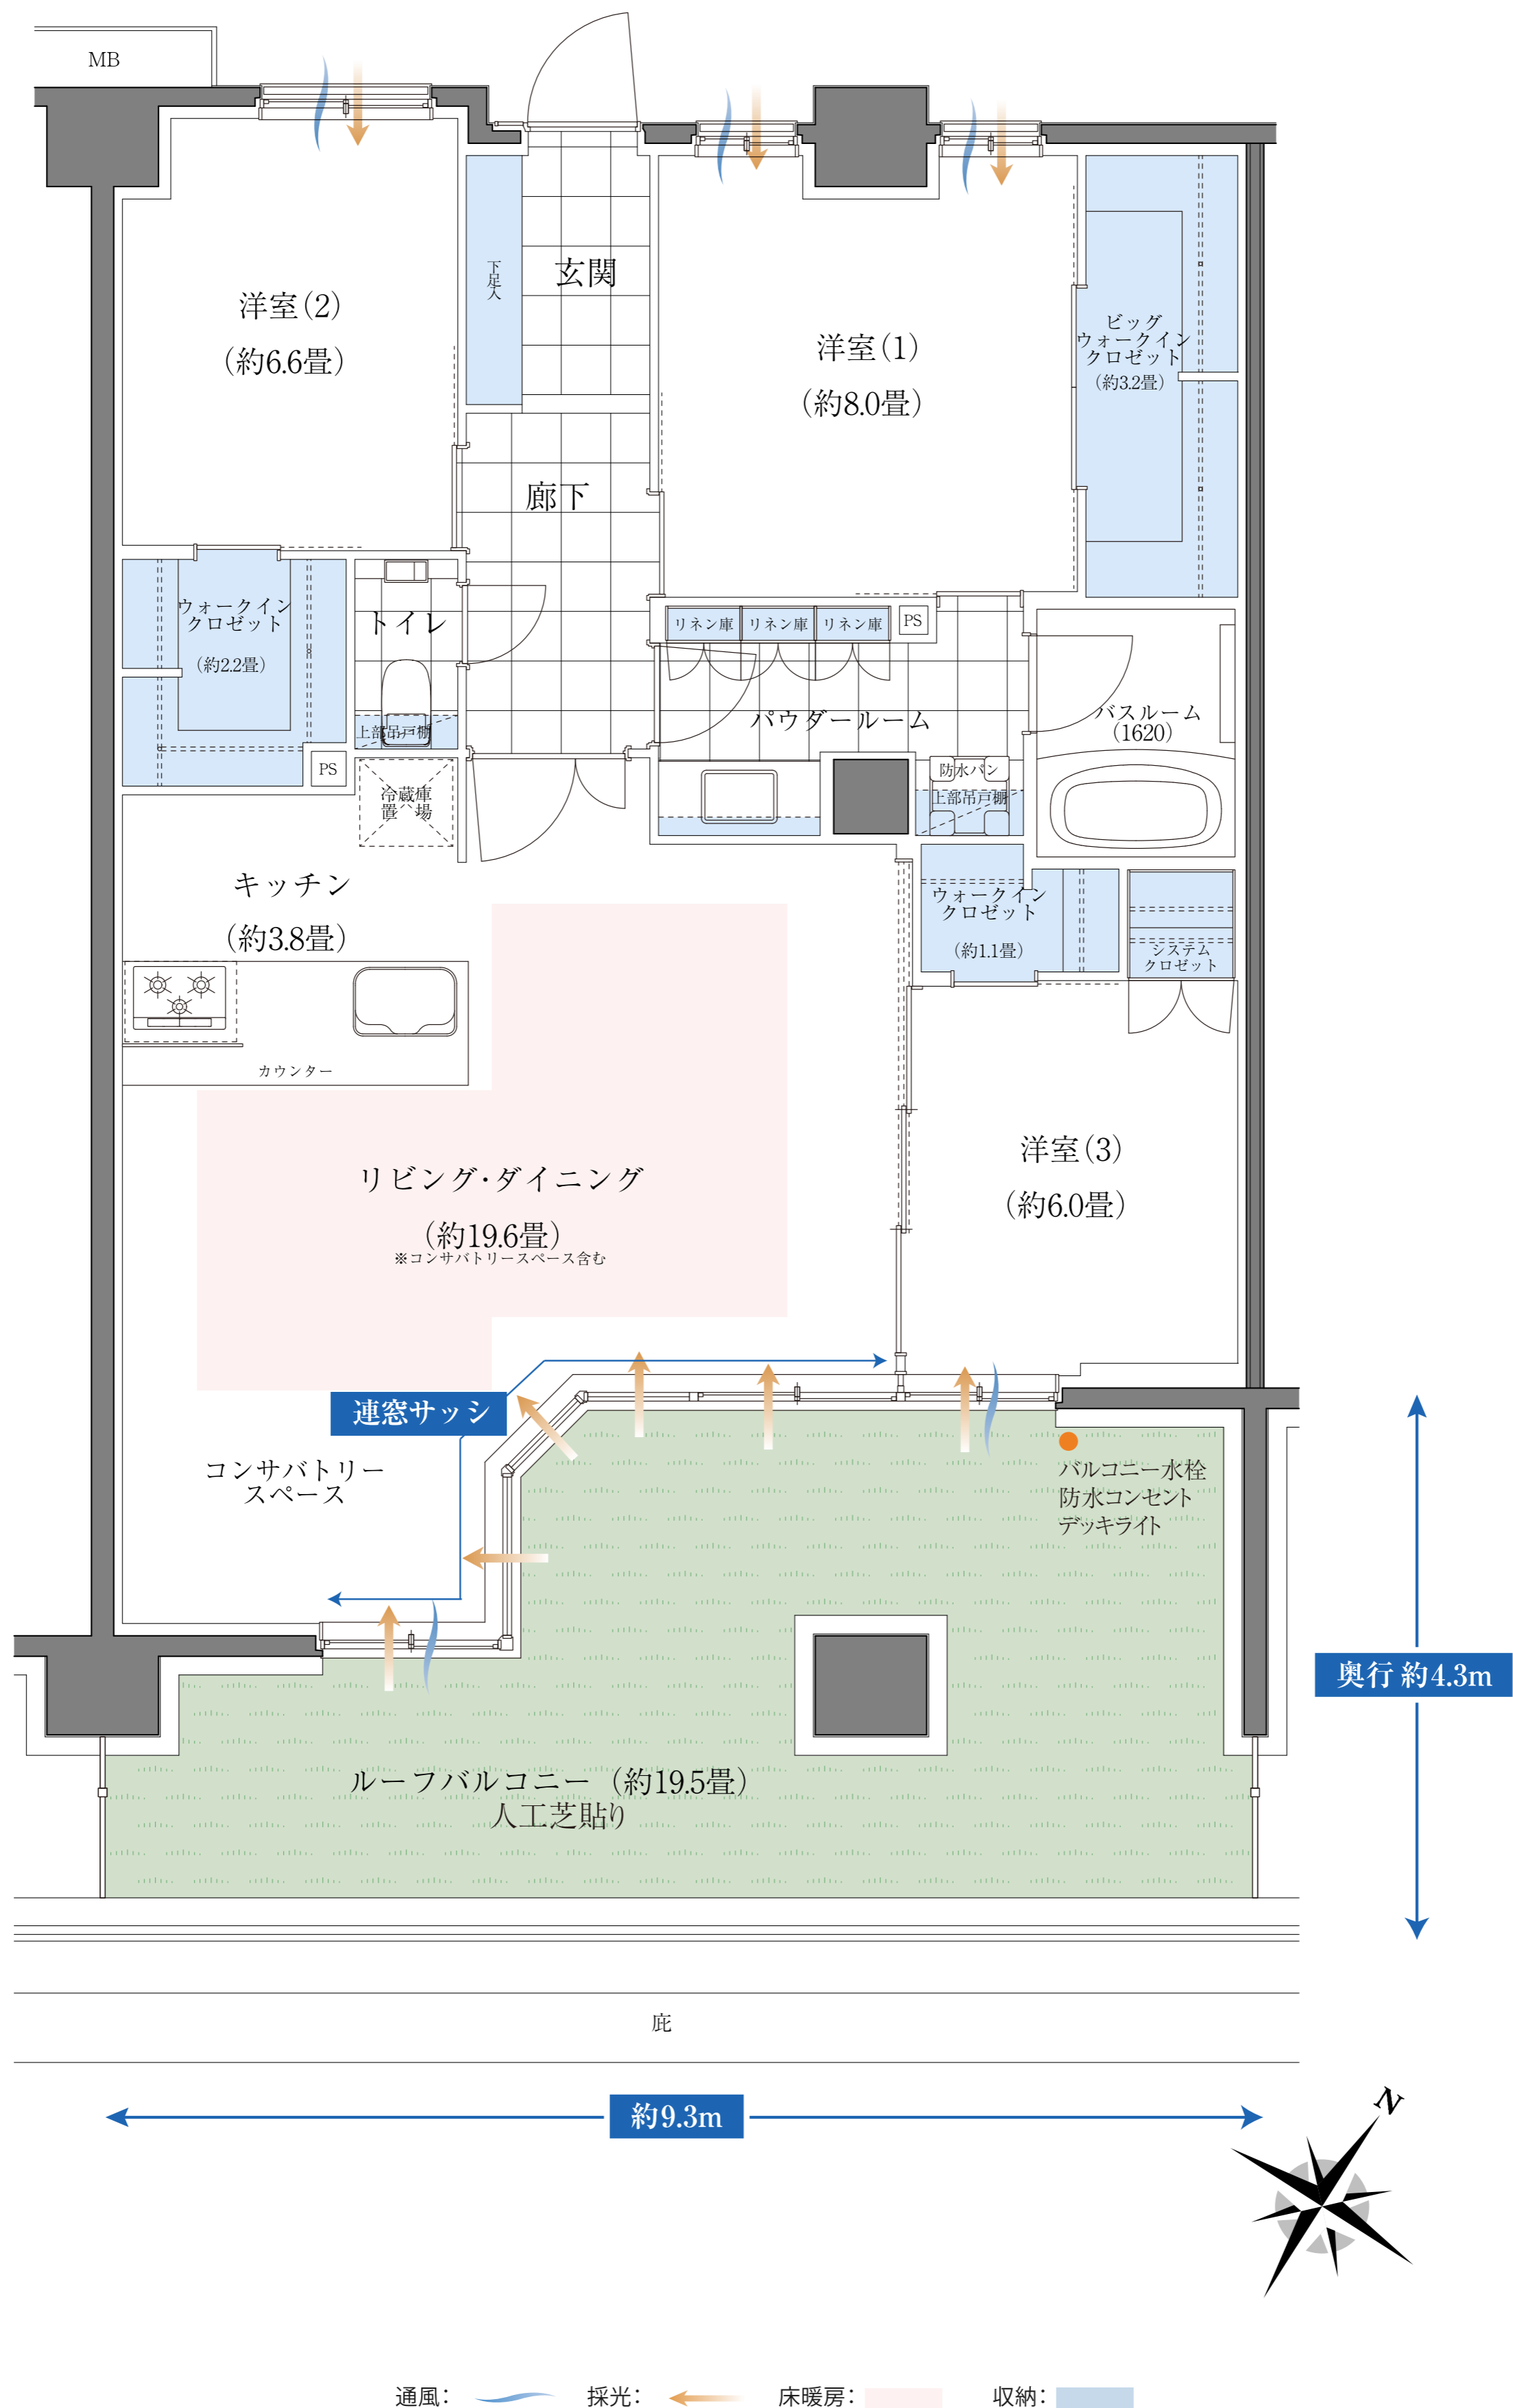 MB
洋室(2)
(約6.6畳)
下足入
玄関
洋室(1)
(約8.0畳)
ビッグ
ウォークイン
クロゼット
(約3.2畳)
廊下
ウォークイン
クロゼット
(約2.2畳)
トイレ
上部吊戸棚
PS
リネン庫
リネン庫
リネン庫
PS
パウダールーム
バスルーム
(1620)
防水パン
上部吊戸棚
冷蔵庫
置場
キッチン
(約3.8畳)
カウンター
ウォークイン
クロゼット
(約1.1畳)
システム
クロゼット
リビング・ダイニング
(約19.6畳)
※コンサバトリースペース含む
洋室(3)
(約6.0畳)
連窓サッシ
コンサバトリー
スペース
バルコニー水栓
防水コンセント
デッキライト
奥行 約4.3m
ルーフバルコニー (約19.5畳)
人工芝貼り
庇
約9.3m
N
通風: 採光: 床暖房: 収納: